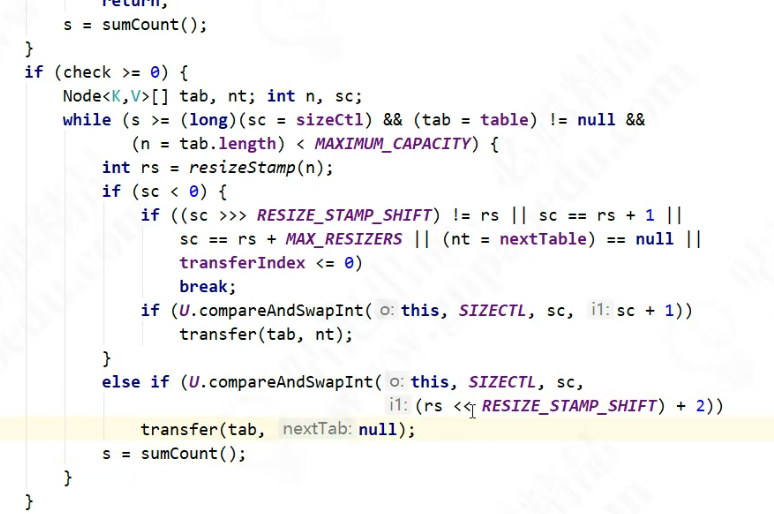 return;
s = sumCount();
}
if (check >= 0) {
Node<K,V>[] tab, nt; int n, sc;
while (s >= (long)(sc = sizeCtl) && (tab = table) != null &&
(n = tab.length) < MAXIMUM_CAPACITY) {
int rs = resizeStamp(n);
if (sc < 0) {
if ((sc >>> RESIZE_STAMP_SHIFT) != rs || sc == rs + 1 ||
sc == rs + MAX_RESIZERS || (nt = nextTable) == null ||
transferIndex <= 0)
break;
if (U.compareAndSwapInt( o: this, SIZECTL, sc, i1: sc + 1))
transfer(tab, nt);
}
else if (U.compareAndSwapInt( o: this, SIZECTL, sc,
i1: (rs << RESIZE_STAMP_SHIFT) + 2))
transfer(tab, nextTab: null);
s = sumCount();
}
}